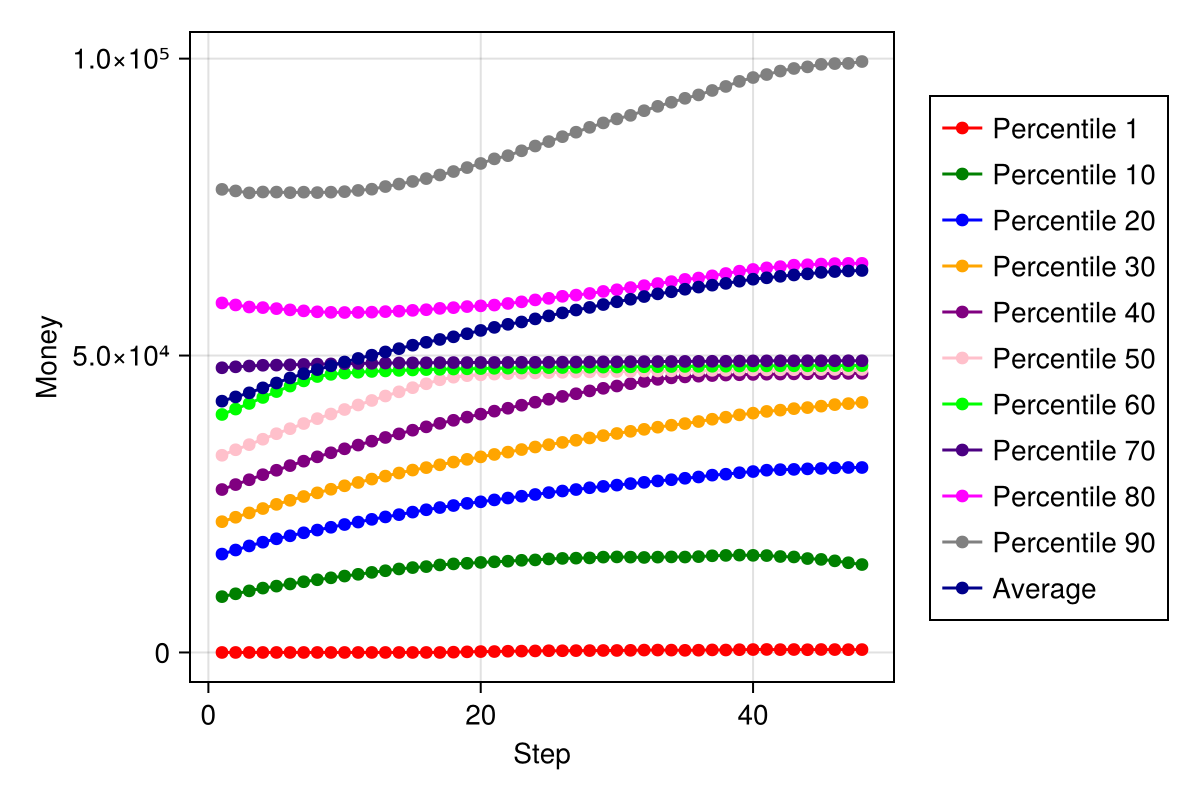 1.0×10⁵
5.0×10⁴
0
Money
0 20 40
Step
Percentile 1
Percentile 10
Percentile 20
Percentile 30
Percentile 40
Percentile 50
Percentile 60
Percentile 70
Percentile 80
Percentile 90
Average